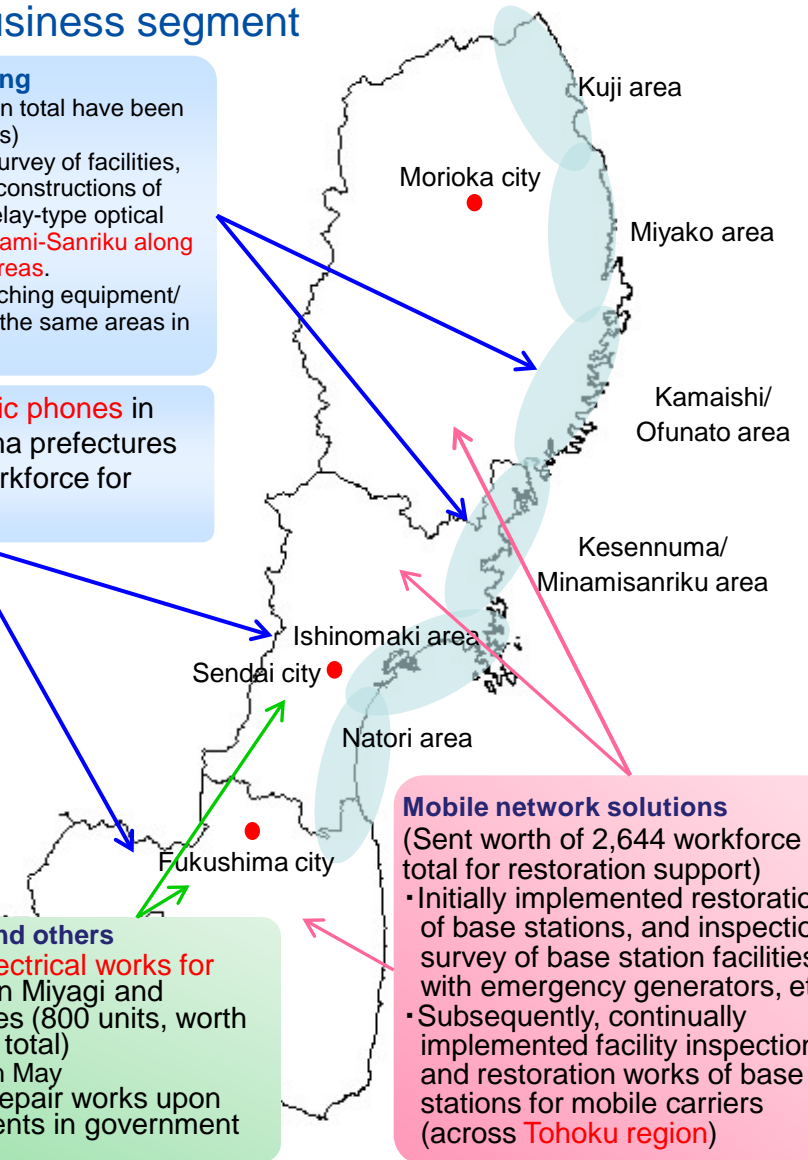 usiness segment
ng
n total have been
s)
urvey of facilities,
constructions of
elay-type optical
ami-Sanriku along
reas.
ching equipment/
the same areas in
ic phones in
na prefectures
rkforce for
Kuji area
Morioka city
Miyako area
Kamaishi/
Ofunato area
Kesennuma/
Minamisanriku area
Ishinomaki area
Sendai city
Natori area
Fukushima city
nd others
ectrical works for
n Miyagi and
es (800 units, worth
total)
n May
epair works upon
ents in government
Mobile network solutions
(Sent worth of 2,644 workforce
total for restoration support)
・Initially implemented restoratio
of base stations, and inspectio
survey of base station facilities
with emergency generators, et
・Subsequently, continually
implemented facility inspection
and restoration works of base
stations for mobile carriers
(across Tohoku region)